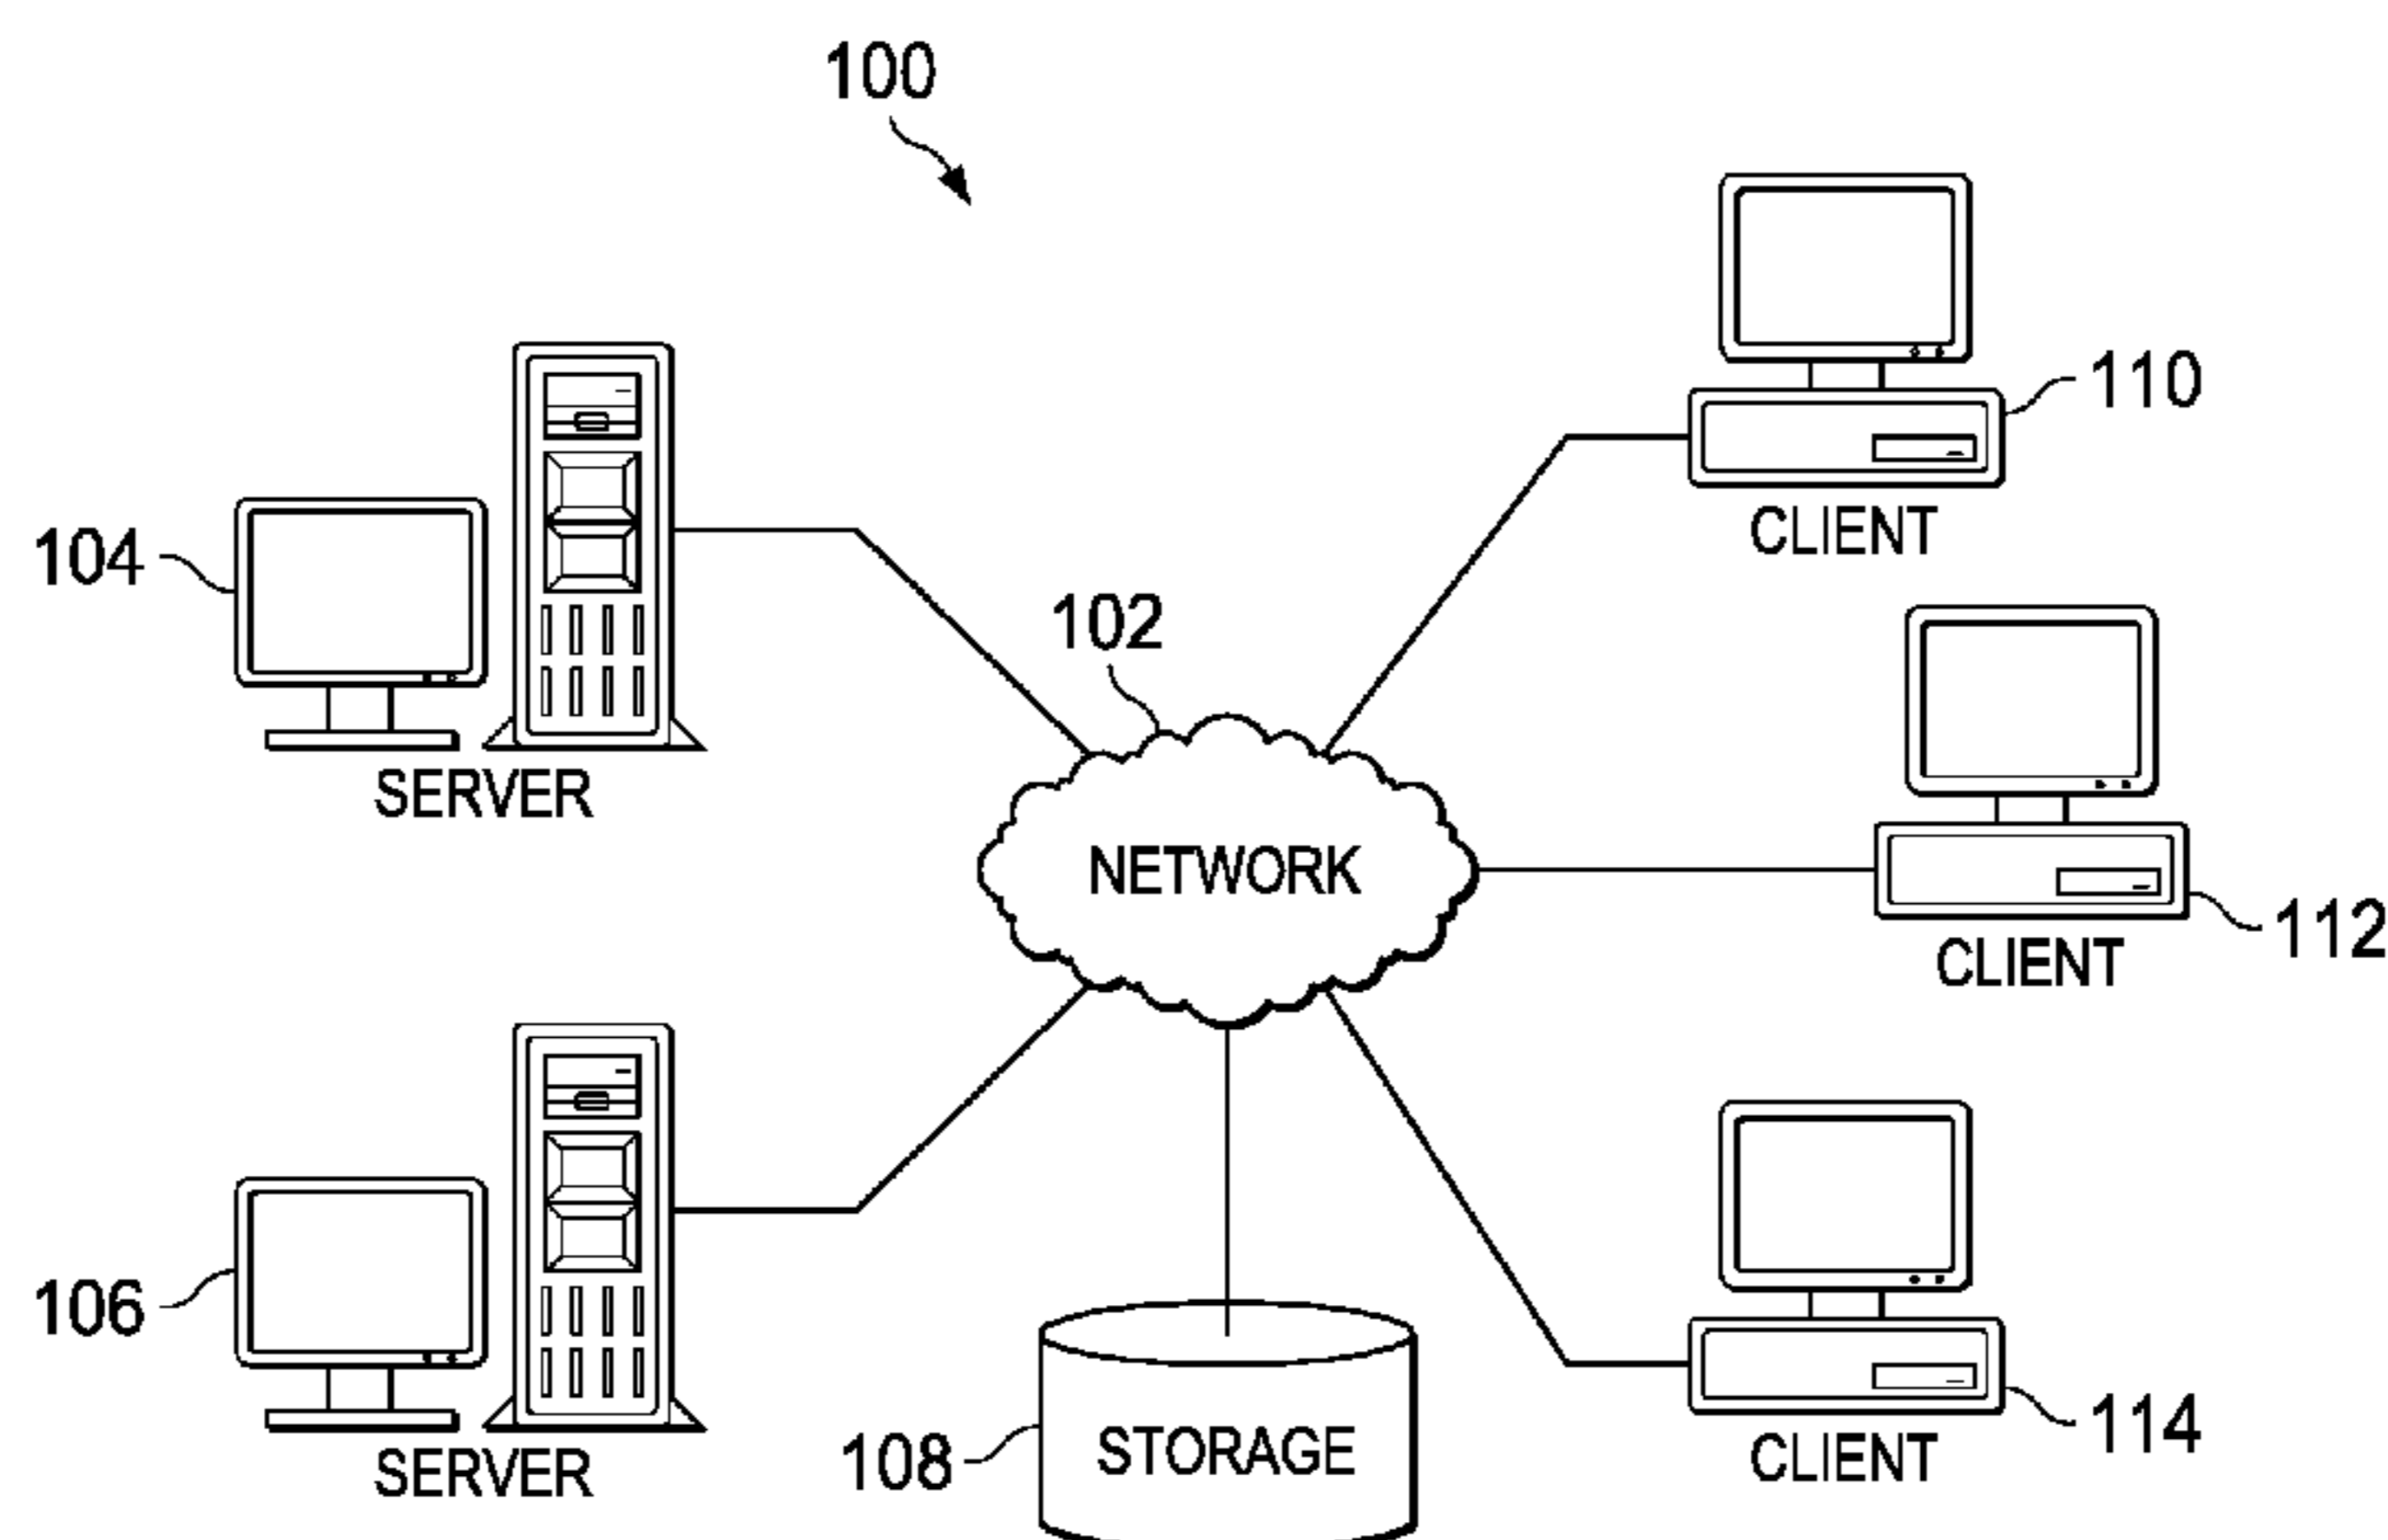 100
110
CLIENT
104
SERVER
102
NETWORK
112
CLIENT
106
SERVER
108
STORAGE
114
CLIENT